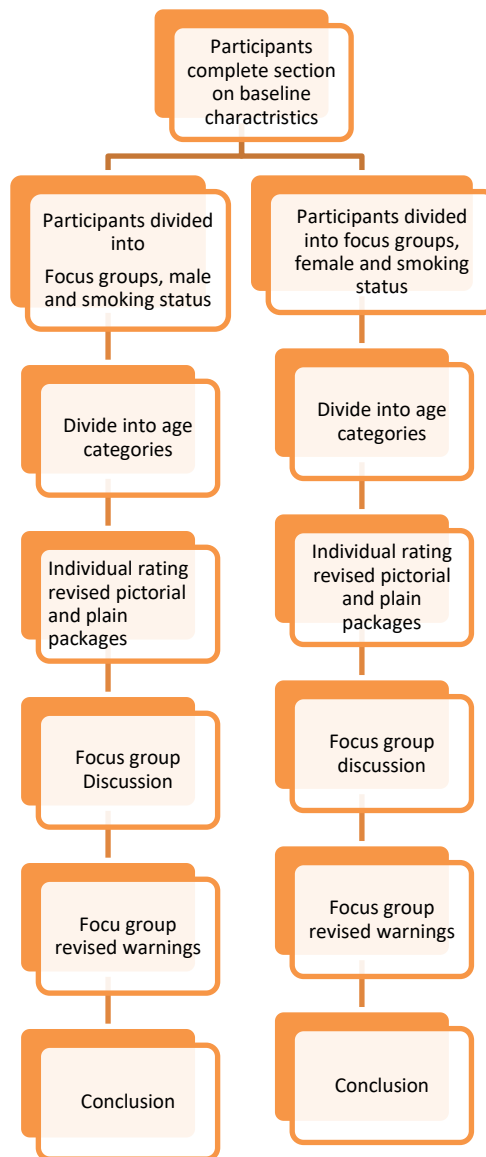 Participants
complete section
on baseline
charactristics
Participants divided
into
Focus groups, male
and smoking status
Divide into age
categories
Individual rating
revised pictorial
and plain
packages
Focus group
Discussion
Focu group
revised warnings
Conclusion
Participants divided
into focus groups,
female and smoking
status
Divide into age
categories
Individual rating
revised pictorial
and plain
packages
Focus group
discussion
Focus group
revised warnings
Conclusion